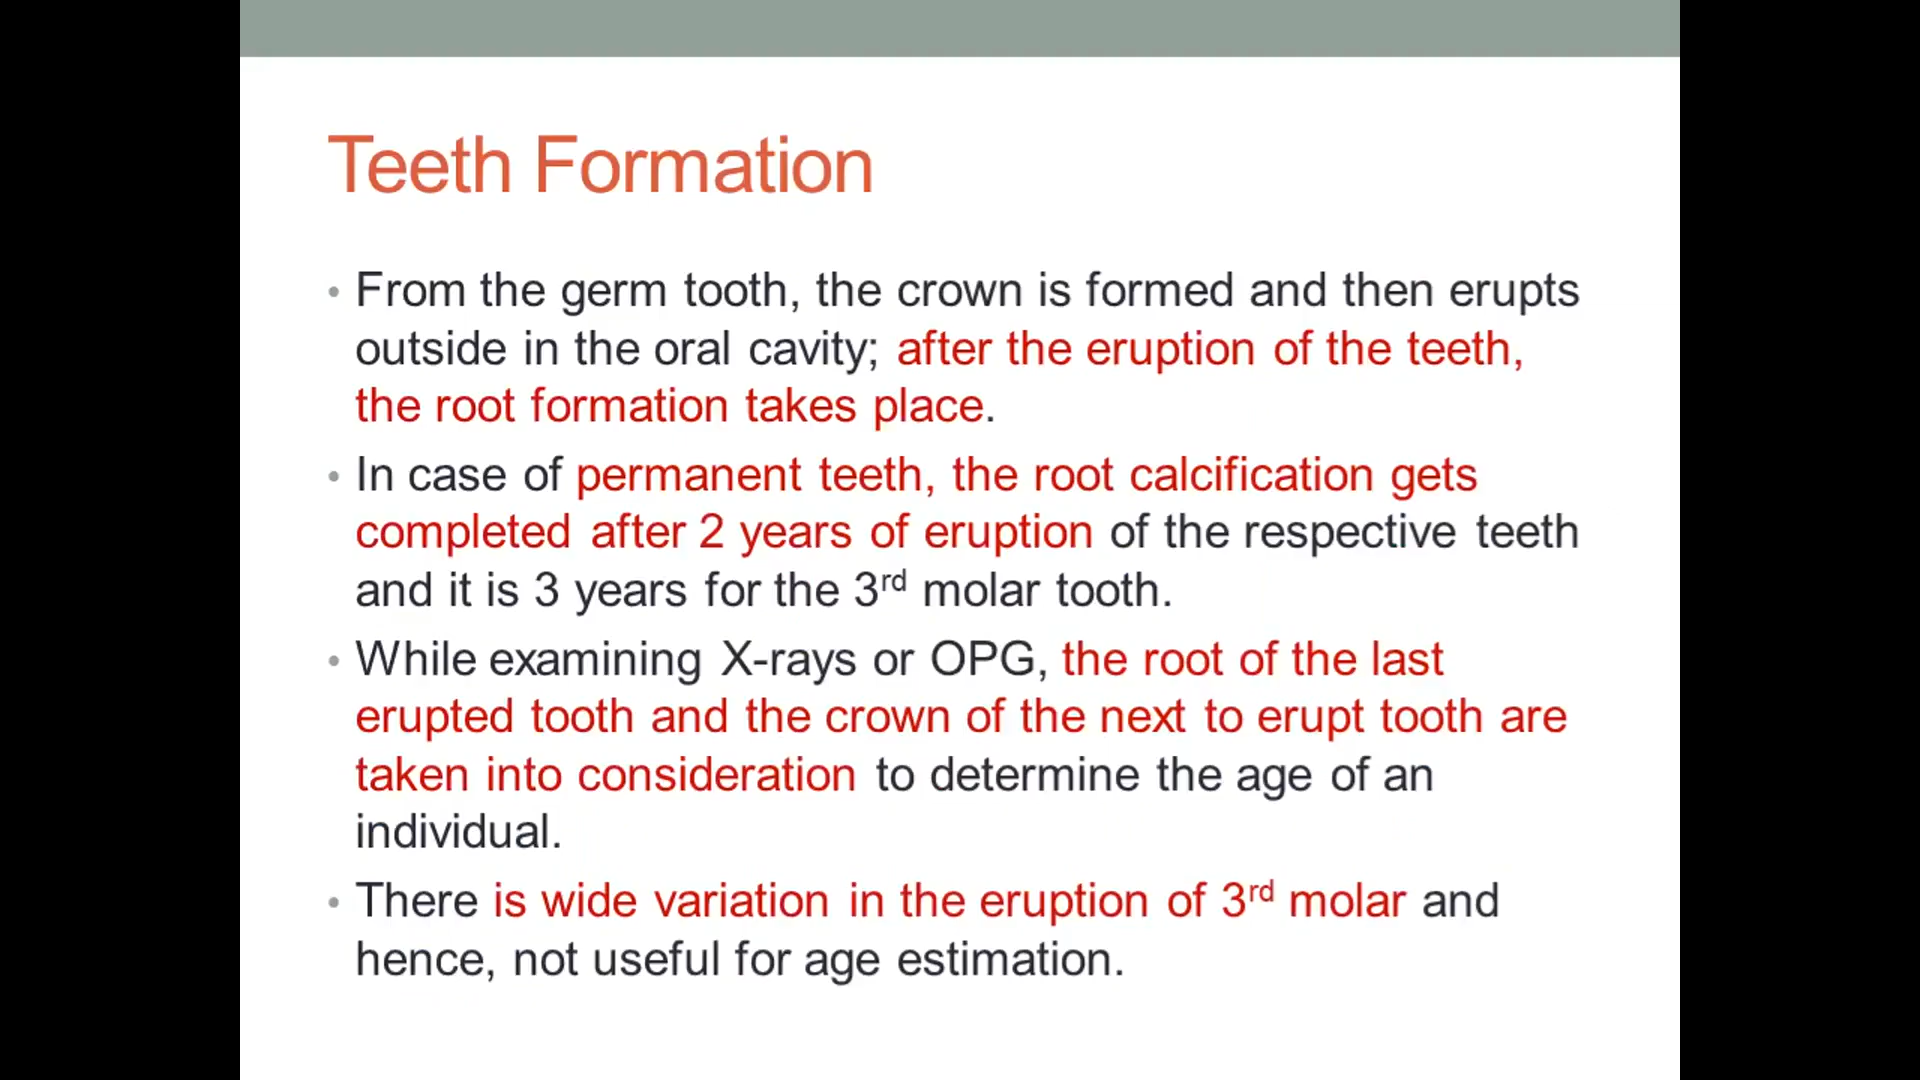 Teeth Formation
• From the germ tooth, the crown is formed and then erupts
outside in the oral cavity; after the eruption of the teeth,
the root formation takes place.
• In case of permanent teeth, the root calcification gets
completed after 2 years of eruption of the respective teeth
and it is 3 years for the 3rd molar tooth.
• While examining X-rays or OPG, the root of the last
erupted tooth and the crown of the next to erupt tooth are
taken into consideration to determine the age of an
individual.
• There is wide variation in the eruption of 3rd molar and
hence, not useful for age estimation.